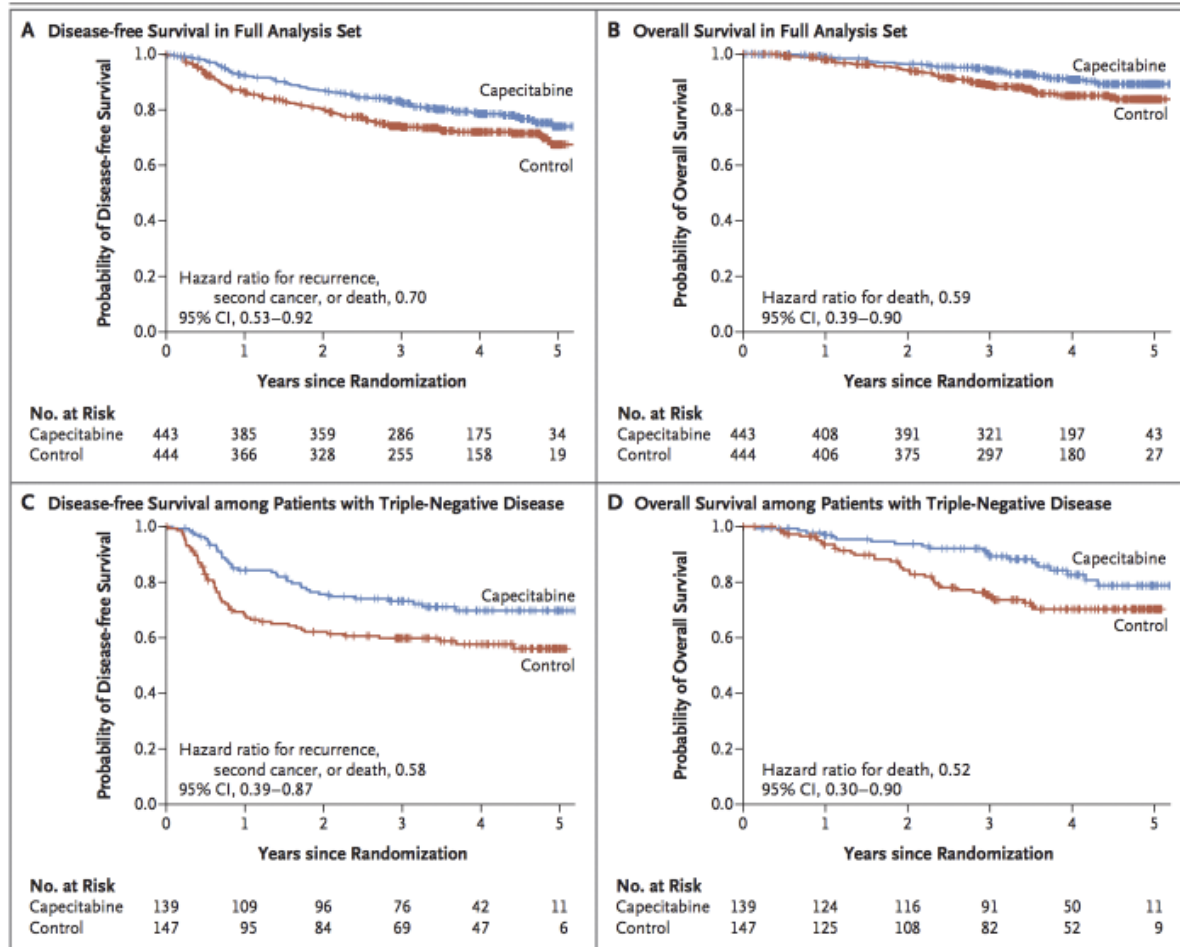 A Disease-free Survival in Full Analysis Set
Probability of Disease-free Survival
1.0
0.8
0.6
0.4
0.2
0.0
Capecitabine
Control
Hazard ratio for recurrence,
second cancer, or death, 0.70
95% CI, 0.53–0.92
0 1 2 3 4 5
Years since Randomization
No. at Risk
Capecitabine 443 385 359 286 175 34
Control 444 366 328 255 158 19
B Overall Survival in Full Analysis Set
Probability of Overall Survival
1.0
0.8
0.6
0.4
0.2
0.0
Capecitabine
Control
Hazard ratio for death, 0.59
95% CI, 0.39–0.90
0 1 2 3 4 5
Years since Randomization
No. at Risk
Capecitabine 443 408 391 321 197 43
Control 444 406 375 297 180 27
C Disease-free Survival among Patients with Triple-Negative Disease
Probability of Disease-free Survival
1.0
0.8
0.6
0.4
0.2
0.0
Capecitabine
Control
Hazard ratio for recurrence,
second cancer, or death, 0.58
95% CI, 0.39–0.87
0 1 2 3 4 5
Years since Randomization
No. at Risk
Capecitabine 139 109 96 76 42 11
Control 147 95 84 69 47 6
D Overall Survival among Patients with Triple-Negative Disease
Probability of Overall Survival
1.0
0.8
0.6
0.4
0.2
0.0
Capecitabine
Control
Hazard ratio for death, 0.52
95% CI, 0.30–0.90
0 1 2 3 4 5
Years since Randomization
No. at Risk
Capecitabine 139 124 116 91 50 11
Control 147 125 108 82 52 9